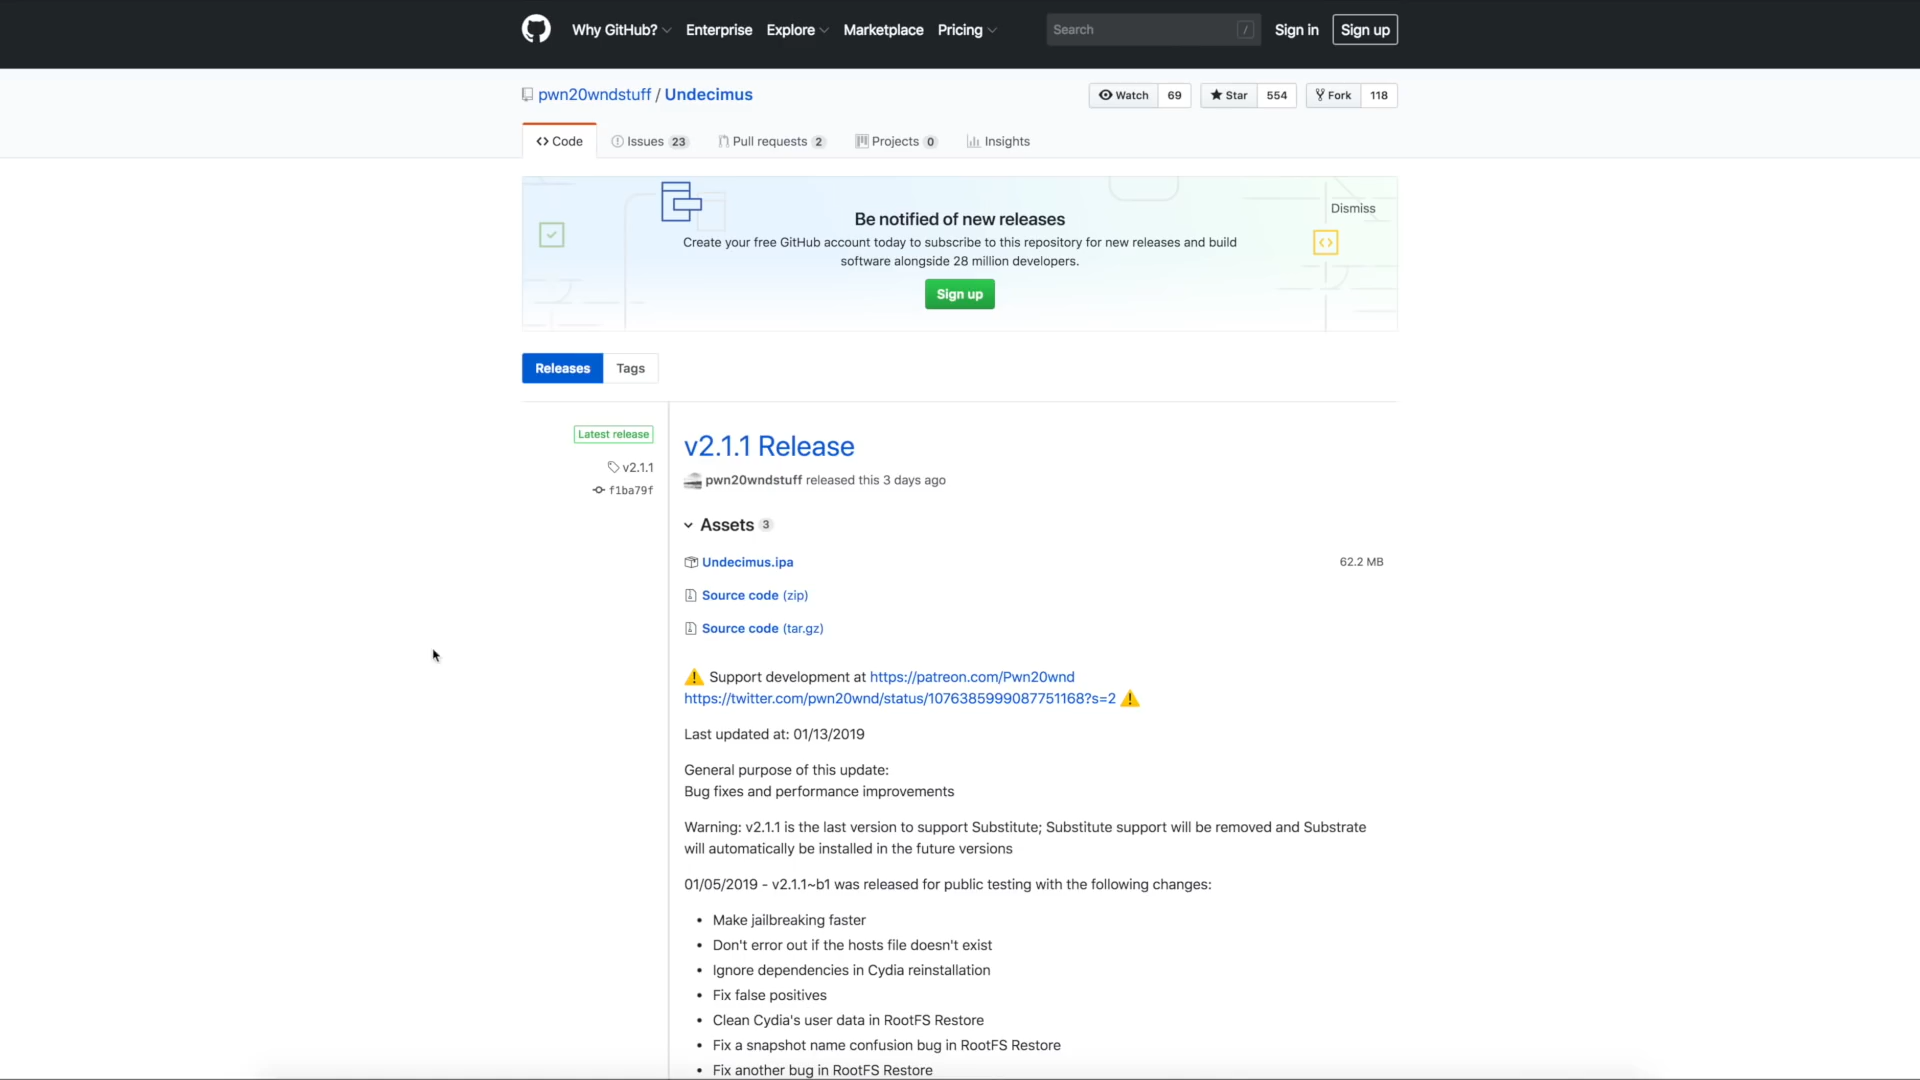 Why GitHub? Enterprise Explore Marketplace Pricing Search / Sign in Sign up
pwn20wndstuff / Undecimus Watch 69 Star 554 Fork 118
Code Issues 23 Pull requests 2 Projects 0 Insights
Dismiss
Be notified of new releases
Create your free GitHub account today to subscribe to this repository for new releases and build
software alongside 28 million developers.
Sign up
Releases Tags
Latest release
v2.1.1
f1ba79f
v2.1.1 Release
pwn20wndstuff released this 3 days ago
Assets 3
Undecimus.ipa 62.2 MB
Source code (zip)
Source code (tar.gz)
⚠️ Support development at https://patreon.com/Pwn20wnd
https://twitter.com/pwn20wnd/status/1076385999087751168?s=2 ⚠️
Last updated at: 01/13/2019
General purpose of this update:
Bug fixes and performance improvements
Warning: v2.1.1 is the last version to support Substitute; Substitute support will be removed and Substrate
will automatically be installed in the future versions
01/05/2019 - v2.1.1~b1 was released for public testing with the following changes:
• Make jailbreaking faster
• Don't error out if the hosts file doesn't exist
• Ignore dependencies in Cydia reinstallation
• Fix false positives
• Clean Cydia's user data in RootFS Restore
• Fix a snapshot name confusion bug in RootFS Restore
• Fix another bug in RootFS Restore